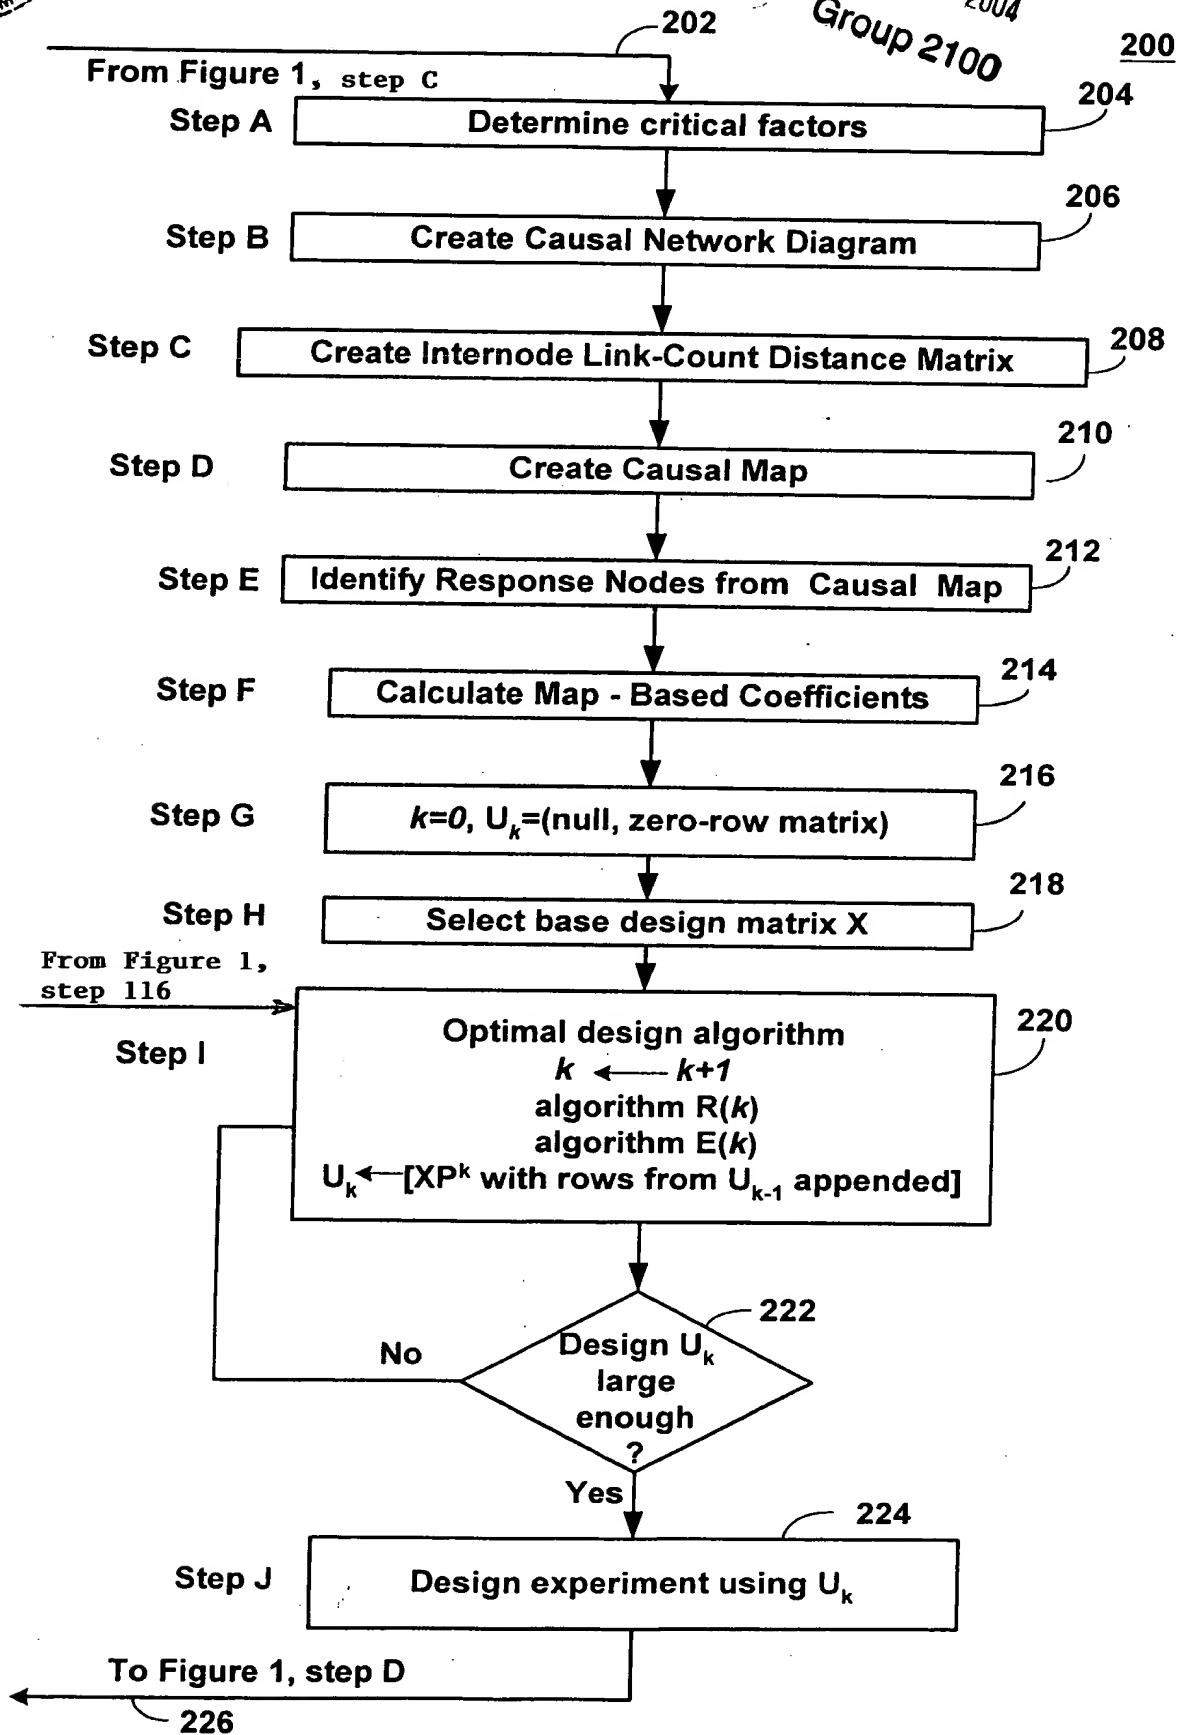 2004
Group 2100
200
202
From Figure 1, step C
204
Step A
Determine critical factors
206
Step B
Create Causal Network Diagram
208
Step C
Create Internode Link-Count Distance Matrix
210
Step D
Create Causal Map
212
Step E
Identify Response Nodes from Causal Map
214
Step F
Calculate Map - Based Coefficients
216
Step G
k=0, Uk=(null, zero-row matrix)
218
Step H
Select base design matrix X
From Figure 1,
step 116
220
Step I
Optimal design algorithm
k ← k+1
algorithm R(k)
algorithm E(k)
Uk←[XP^k with rows from Uk-1 appended]
222
No
Design Uk
large
enough
?
Yes
224
Step J
Design experiment using Uk
To Figure 1, step D
226